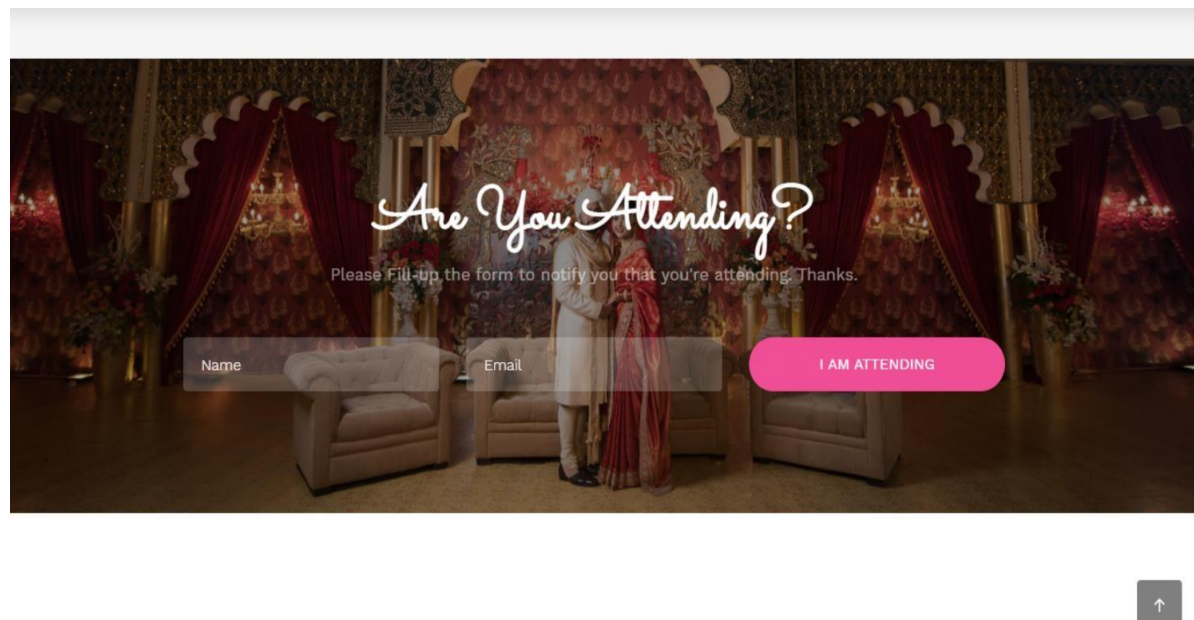 Are You Attending?
Please Fill-up the form to notify you that you're attending. Thanks.
Name
Email
I AM ATTENDING